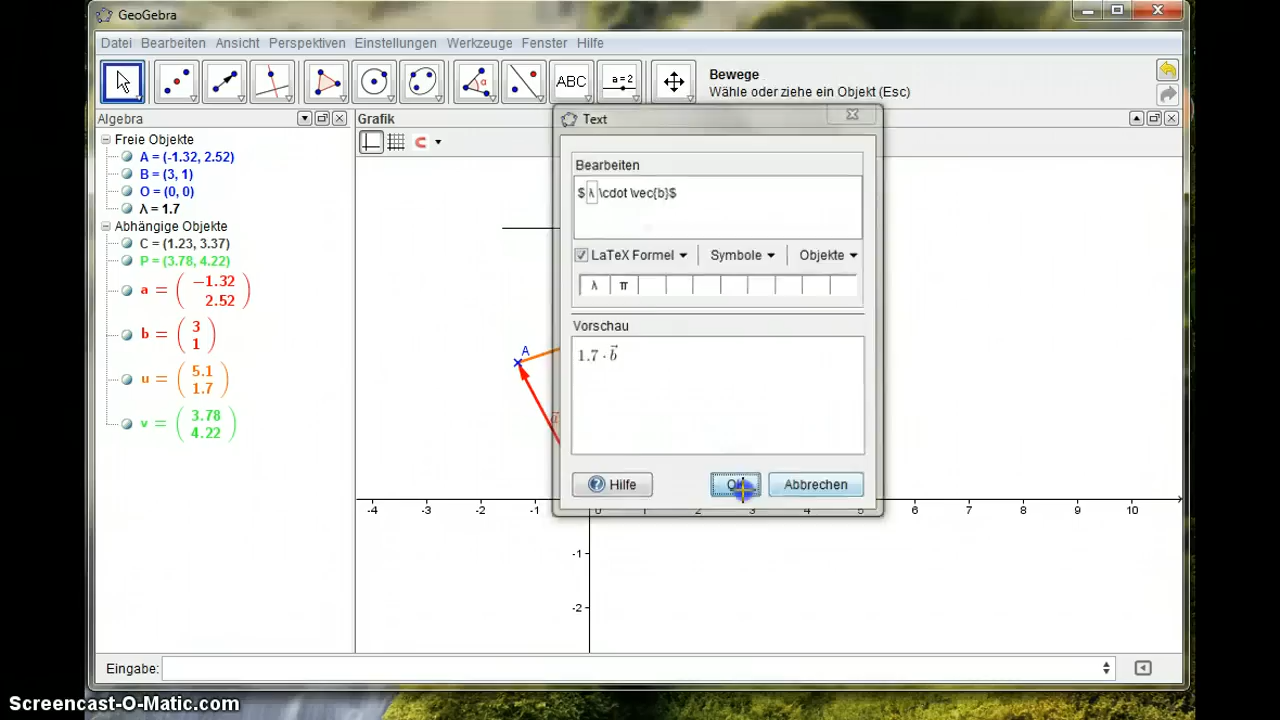 GeoGebra
Datei Bearbeiten Ansicht Perspektiven Einstellungen Werkzeuge Fenster Hilfe
ABC
a = 2
Bewege
Wähle oder ziehe ein Objekt (Esc)
Algebra
Freie Objekte
A = (-1.32, 2.52)
B = (3, 1)
O = (0, 0)
λ = 1.7
Abhängige Objekte
C = (1.23, 3.37)
P = (3.78, 4.22)
a = ( −1.32
2.52 )
b = ( 3
1 )
u = ( 5.1
1.7 )
v = ( 3.78
4.22 )
Grafik
A
a
-4 -3 -2 -1 0 1 2 3 4 5 6 7 8 9 10
-1
-2
Text
Bearbeiten
$ λ \cdot \vec{b}$
LaTeX Formel Symbole Objekte
λ π
Vorschau
1.7 · b⃗
Hilfe Abbrechen
Eingabe:
Screencast-O-Matic.com